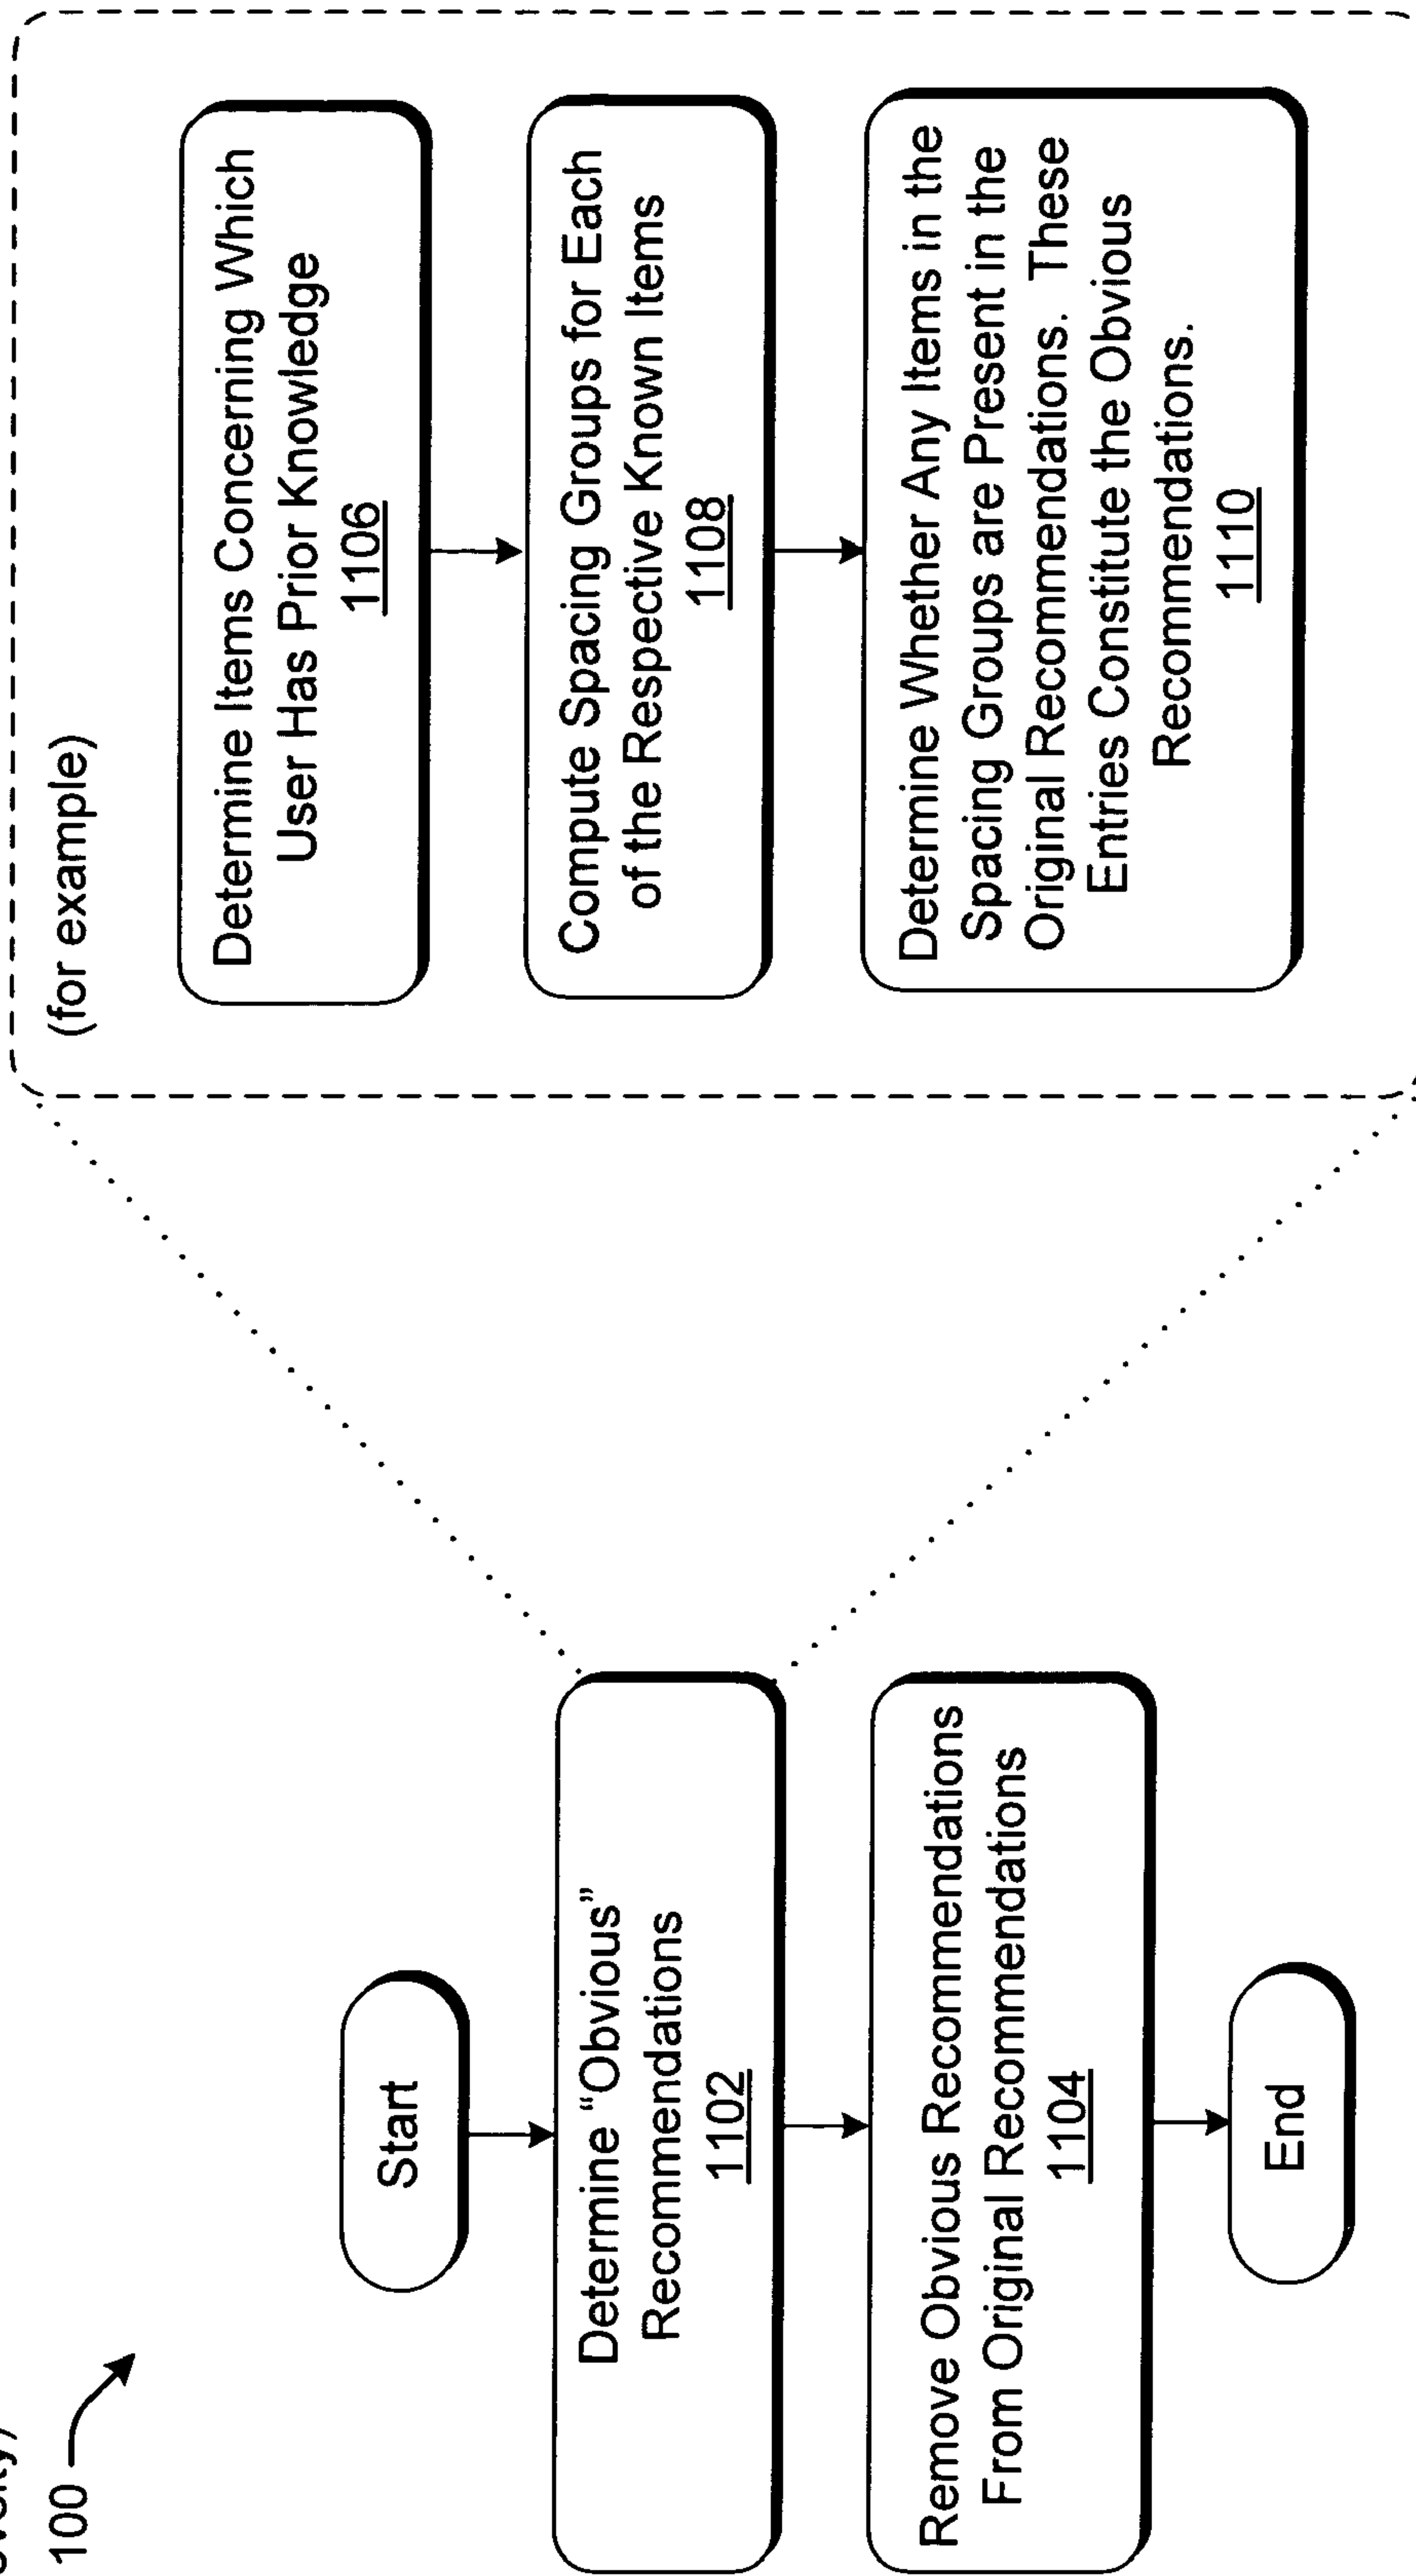 100
Start
Determine “Obvious”
Recommendations
1102
Remove Obvious Recommendations
From Original Recommendations
1104
End
(for example)
Determine Items Concerning Which
User Has Prior Knowledge
1106
Compute Spacing Groups for Each
of the Respective Known Items
1108
Determine Whether Any Items in the
Spacing Groups are Present in the
Original Recommendations. These
Entries Constitute the Obvious
Recommendations.
1110